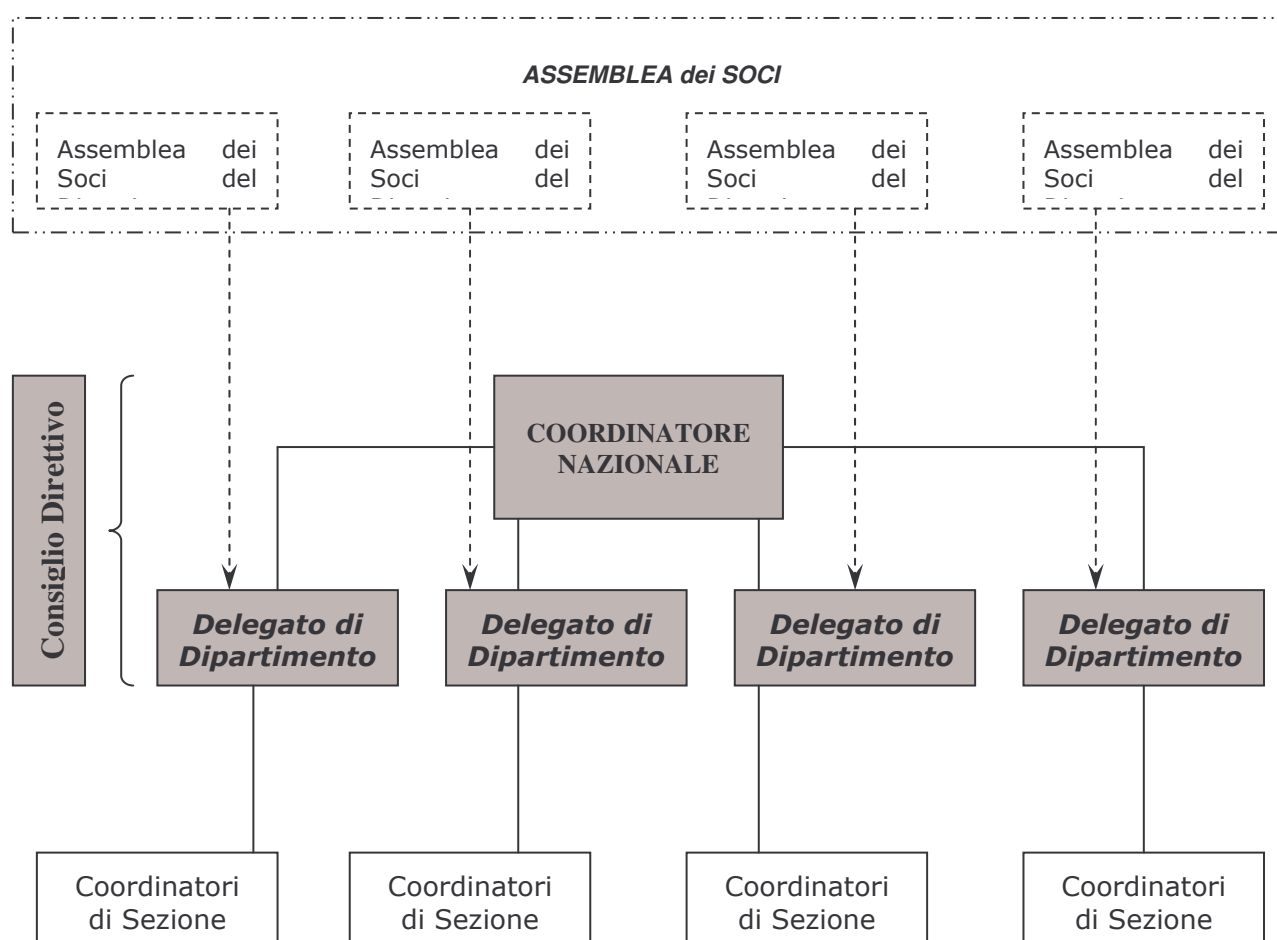 ASSEMBLEA dei SOCI
Assemblea dei
Soci del
Assemblea dei
Soci del
Assemblea dei
Soci del
Assemblea dei
Soci del
Consiglio Direttivo
COORDINATORE
NAZIONALE
Delegato di
Dipartimento
Delegato di
Dipartimento
Delegato di
Dipartimento
Delegato di
Dipartimento
Coordinatori
di Sezione
Coordinatori
di Sezione
Coordinatori
di Sezione
Coordinatori
di Sezione